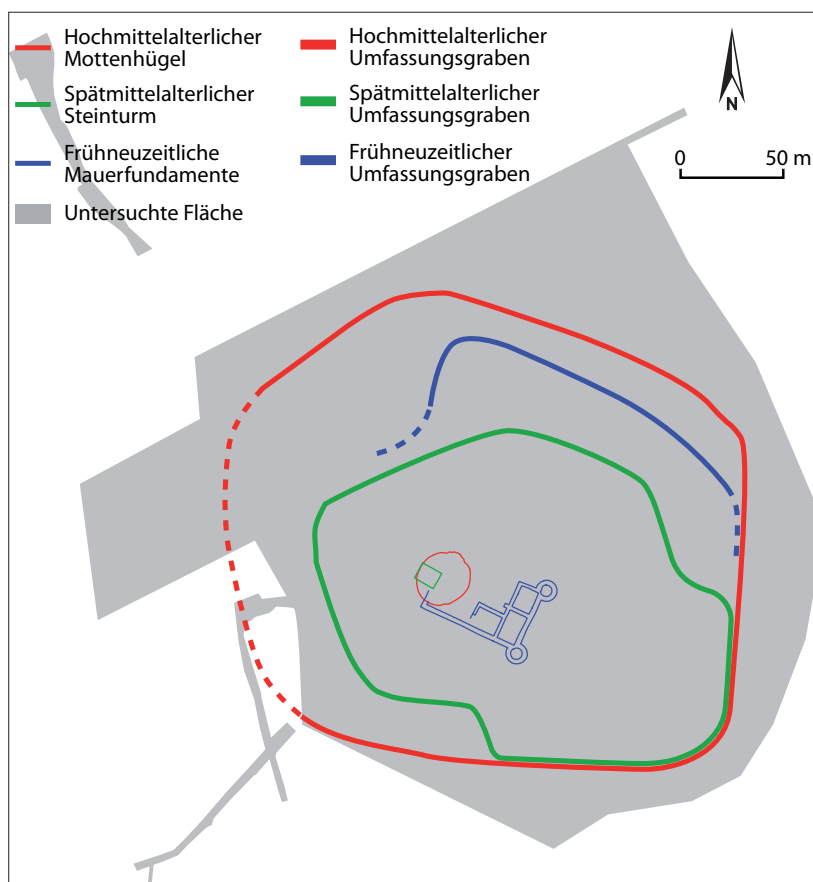 Hochmittelalterlicher
Mottenhügel
Spätmittelalterlicher
Steinturm
Frühneuzeitliche
Mauerfundamente
Untersuchte Fläche
Hochmittelalterlicher
Umfassungsgraben
Spätmittelalterlicher
Umfassungsgraben
Frühneuzeitlicher
Umfassungsgraben
N
0 50 m